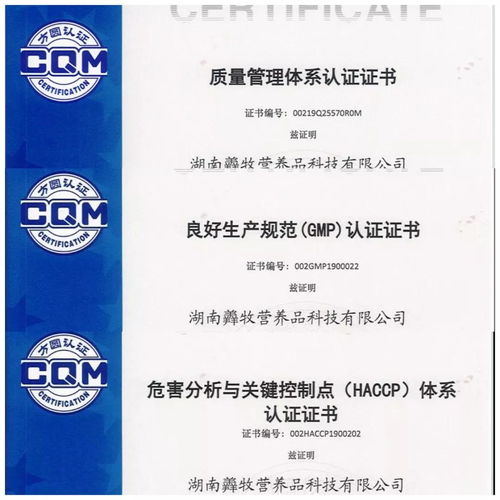 CERTIFICATE
方圆认证
CQM
CERTIFICATION
质量管理体系认证证书
证书编号: 00219Q25570R0M
兹证明
湖南羴牧营养品科技有限公司
方圆认证
CQM
CERTIFICATION
良好生产规范(GMP)认证证书
证书编号: 002GMP1900022
兹证明
湖南羴牧营养品科技有限公司
方圆认证
CQM
CERTIFICATION
危害分析与关键控制点（HACCP）体系
认证证书
证书编号: 002HACCP1900202
兹证明
湖南羴牧营养品科技有限公司